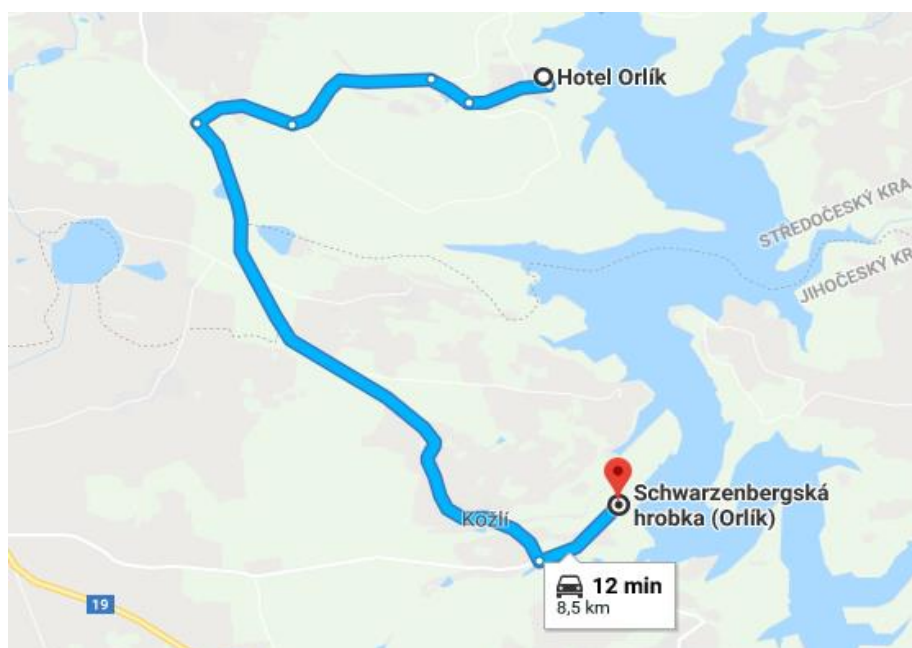 Hotel Orlík
STŘEDOČESKÝ KRA
JIHOČESKÝ KR
Schwarzenbergská
hrobka (Orlík)
Kožlí
12 min
8,5 km
19